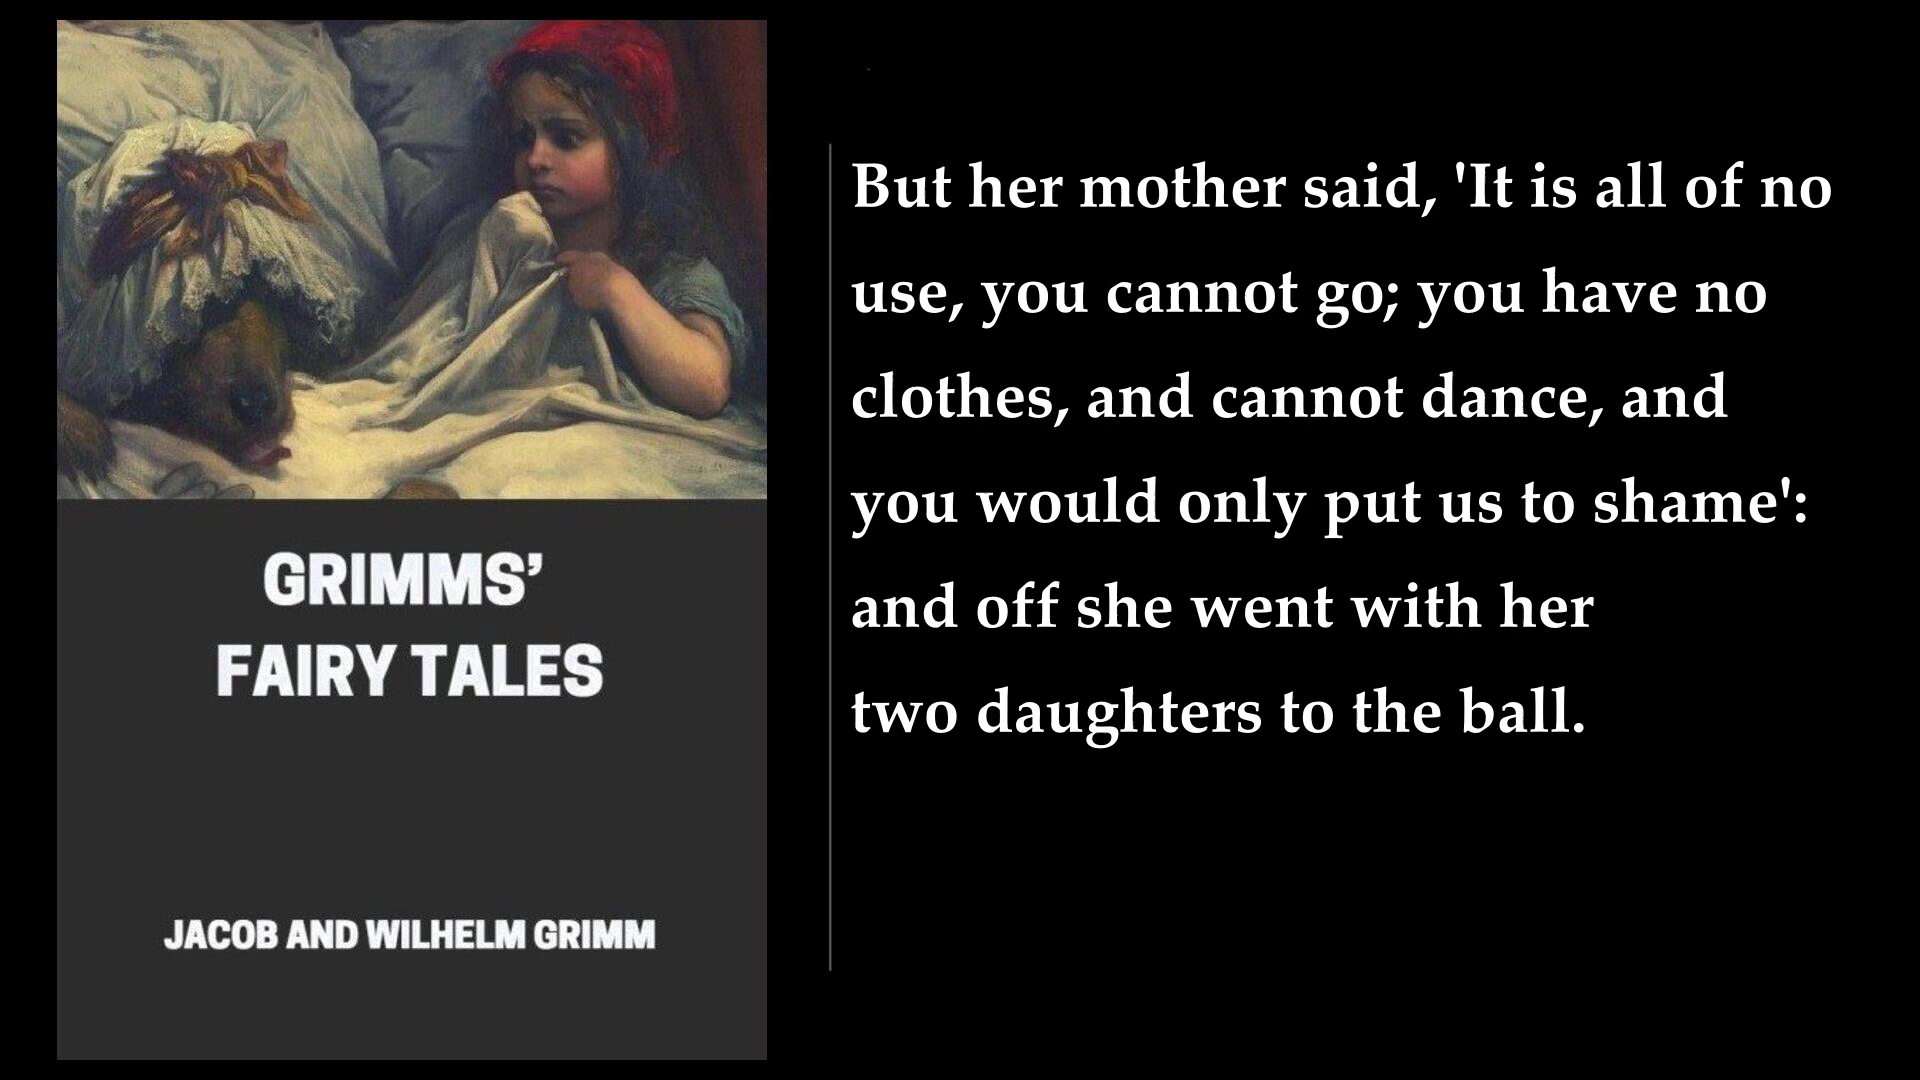 GRIMMS’
FAIRY TALES
JACOB AND WILHELM GRIMM
But her mother said, 'It is all of no
use, you cannot go; you have no
clothes, and cannot dance, and
you would only put us to shame':
and off she went with her
two daughters to the ball.